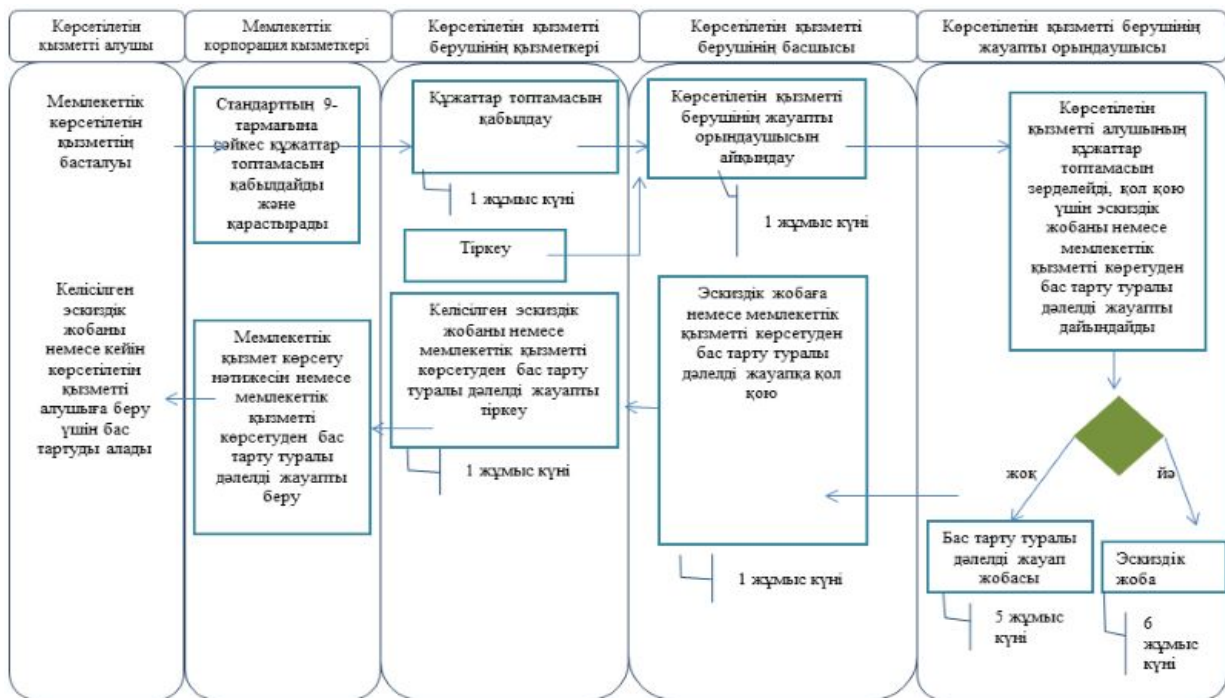 Көрсетілетін
қызметті алушы
Мемлекеттік
корпорация қызметкері
Көрсетілетін қызметті
берушінің қызметкері
Көрсетілетін қызметті
берушінің басшысы
Көрсетілетін қызметті берушінің
жауапты орындаушысы
Мемлекеттік
көрсетілетін
қызметтің
басталуы
Стандарттың 9-
тармағына
сәйкес құжаттар
топтамасын
қабылдайды
және
қарастырады
Құжаттар топтамасын
қабылдау
1 жұмыс күні
Тіркеу
Көрсетілетін қызметті
берушінің жауапты
орындаушысын
айқындау
1 жұмыс күні
Көрсетілетін
қызметті алушының
құжаттар
топтамасын
зерделейді, қол қою
үшін эскиздік
жобаны немесе
мемлекеттік
қызметті көретуден
бас тарту туралы
дәлелді жауапты
дайындайды
жоқ
йә
Бас тарту туралы
дәлелді жауап
жобасы
5 жұмыс
күні
Эскиздік
жоба
6
жұмыс
күні
Эскиздік жобаға
немесе мемлекеттік
қызметті көрсетуден
бас тарту туралы
дәлелді жауапқа қол
қою
1 жұмыс күні
Келісілген эскиздік
жобаны немесе
мемлекеттік қызметті
көрсетуден бас тарту
туралы дәлелді жауапты
тіркеу
1 жұмыс күні
Мемлекеттік
қызмет көрсету
нәтижесін немесе
мемлекеттік
қызметті
көрсетуден бас
тарту туралы
дәлелді жауапты
беру
Келісілген
эскиздік
жобаны
немесе кейін
көрсетілетін
қызметті
алушыға беру
үшін бас
тартуды алады